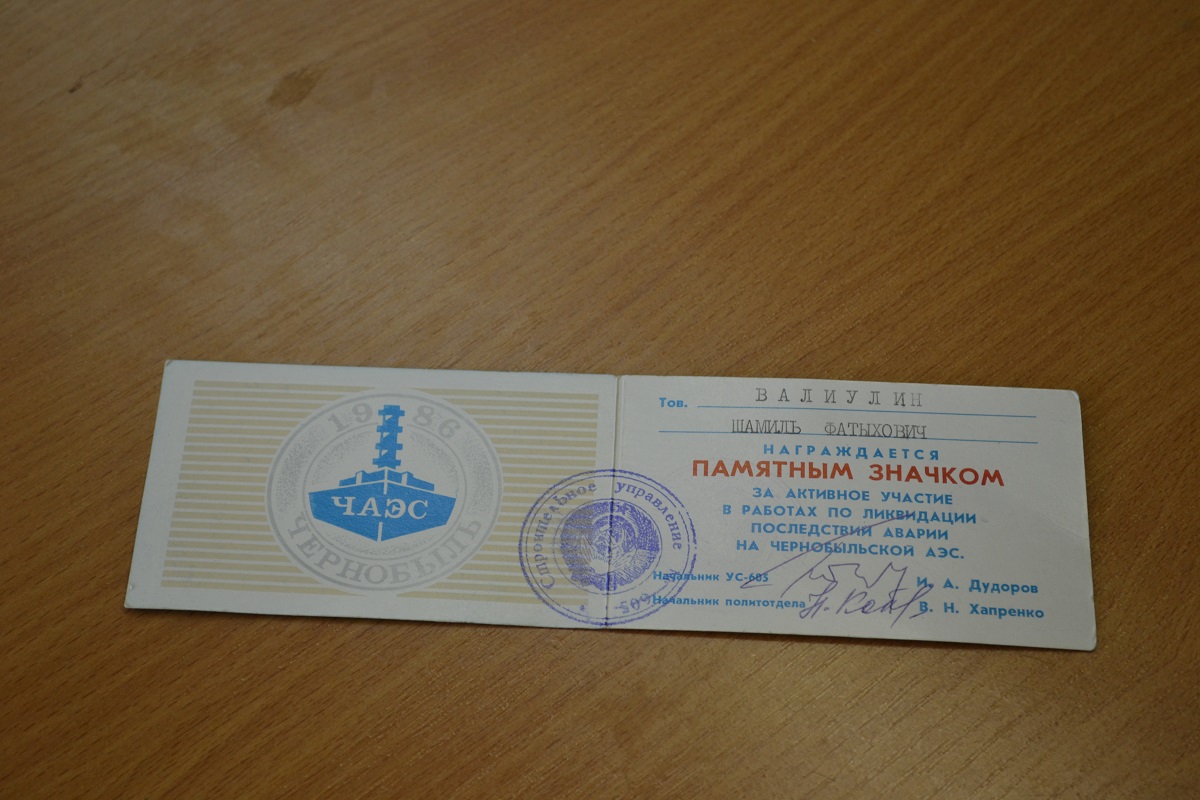 1986
ЧАЭС
ЧЕРНОБЫЛЬ
Строительное управление
605
Тов. ВАЛИУЛИН
ШАМИЛЬ ФАТЫХОВИЧ
НАГРАЖДАЕТСЯ
ПАМЯТНЫМ ЗНАЧКОМ
ЗА АКТИВНОЕ УЧАСТИЕ
В РАБОТАХ ПО ЛИКВИДАЦИИ
ПОСЛЕДСТВИЙ АВАРИИ
НА ЧЕРНОБЫЛЬСКОЙ АЭС.
Начальник УС-605 И. А. Дудоров
Начальник политотдела В. Н. Хапренко